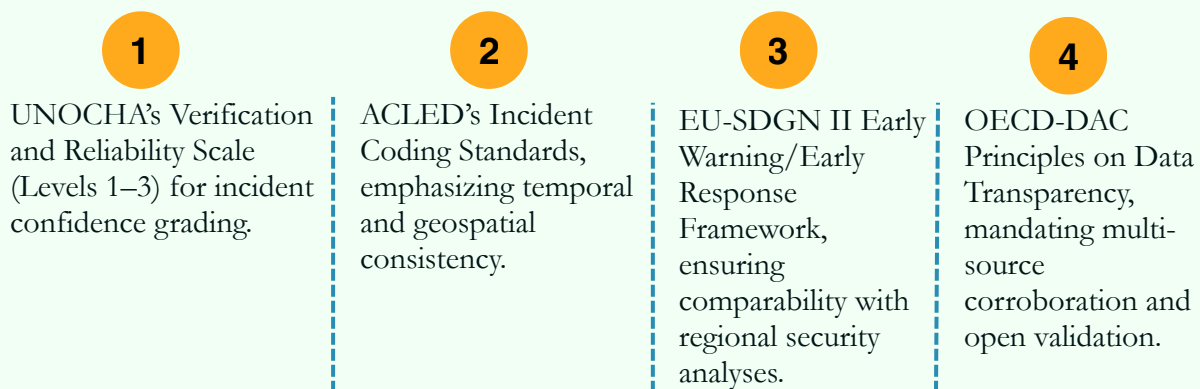 1
UNOCHA's Verification
and Reliability Scale
(Levels 1–3) for incident
confidence grading.
2
ACLED's Incident
Coding Standards,
emphasizing temporal
and geospatial
consistency.
3
EU-SDGN II Early
Warning/Early
Response
Framework,
ensuring
comparability with
regional security
analyses.
4
OECD-DAC
Principles on Data
Transparency,
mandating multi-
source
corroboration and
open validation.